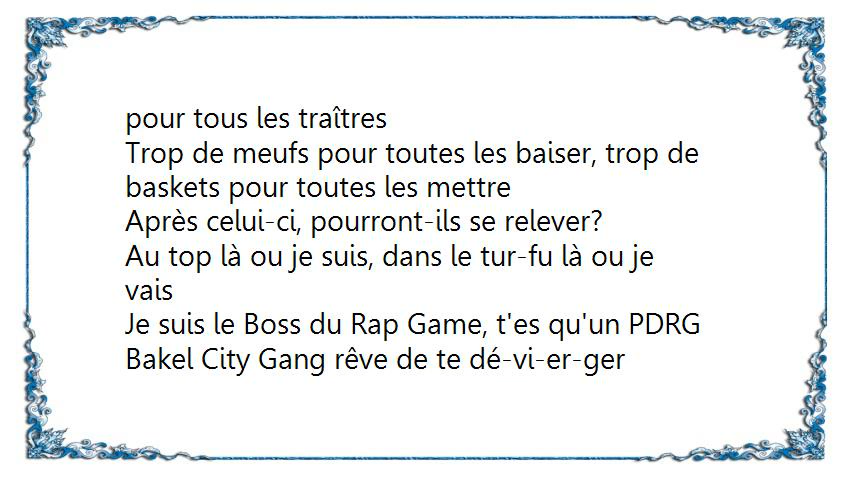 pour tous les traîtres
Trop de meufs pour toutes les baiser, trop de
baskets pour toutes les mettre
Après celui-ci, pourront-ils se relever?
Au top là ou je suis, dans le tur-fu là ou je
vais
Je suis le Boss du Rap Game, t'es qu'un PDRG
Bakel City Gang rêve de te dé-vi-er-ger